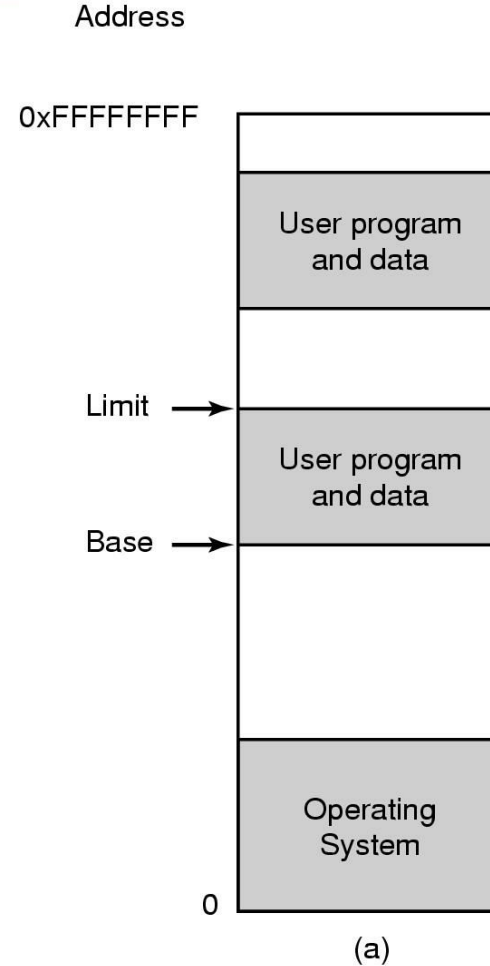 Address
0xFFFFFFFF
User program
and data
Limit
User program
and data
Base
Operating
System
0
(a)